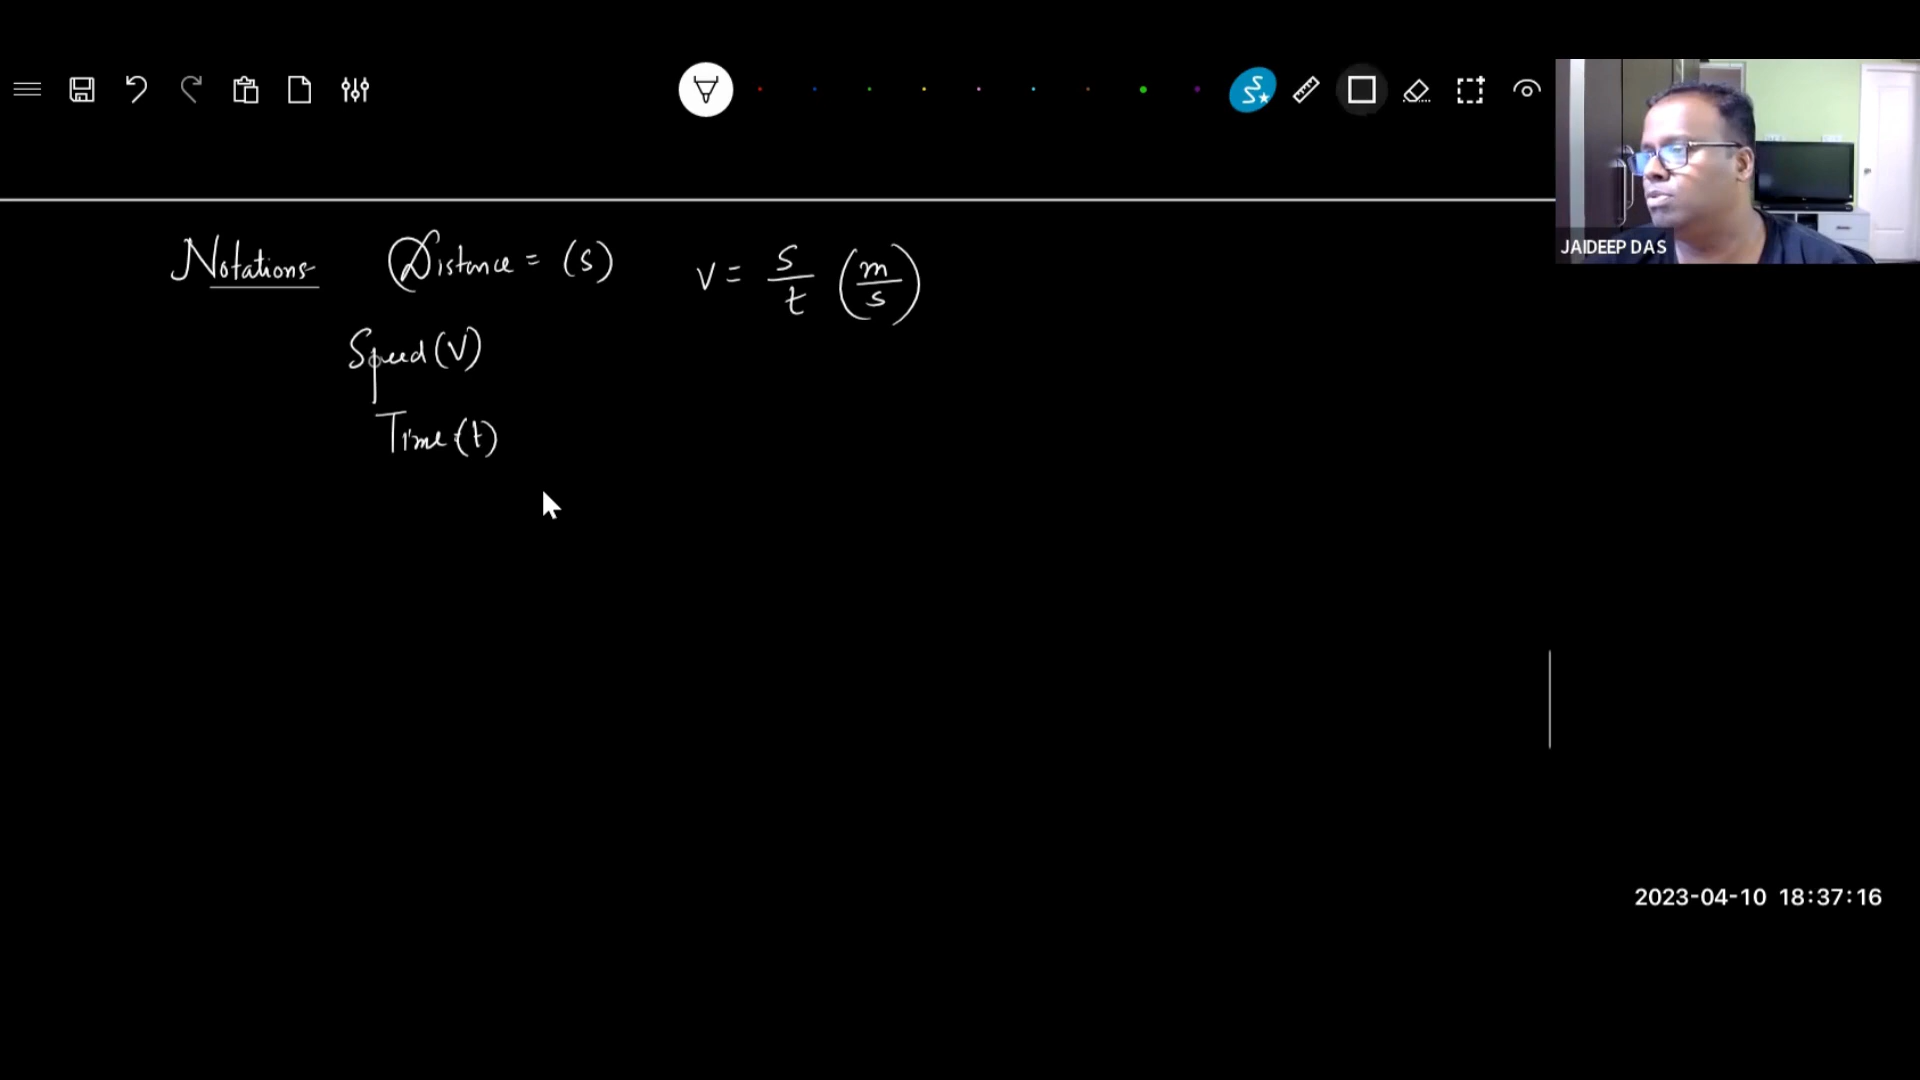 JAIDEEP DAS
Notations Distance = (s) v = s/t (m/s)
Speed (v)
Time (t)
2023-04-10 18:37:16